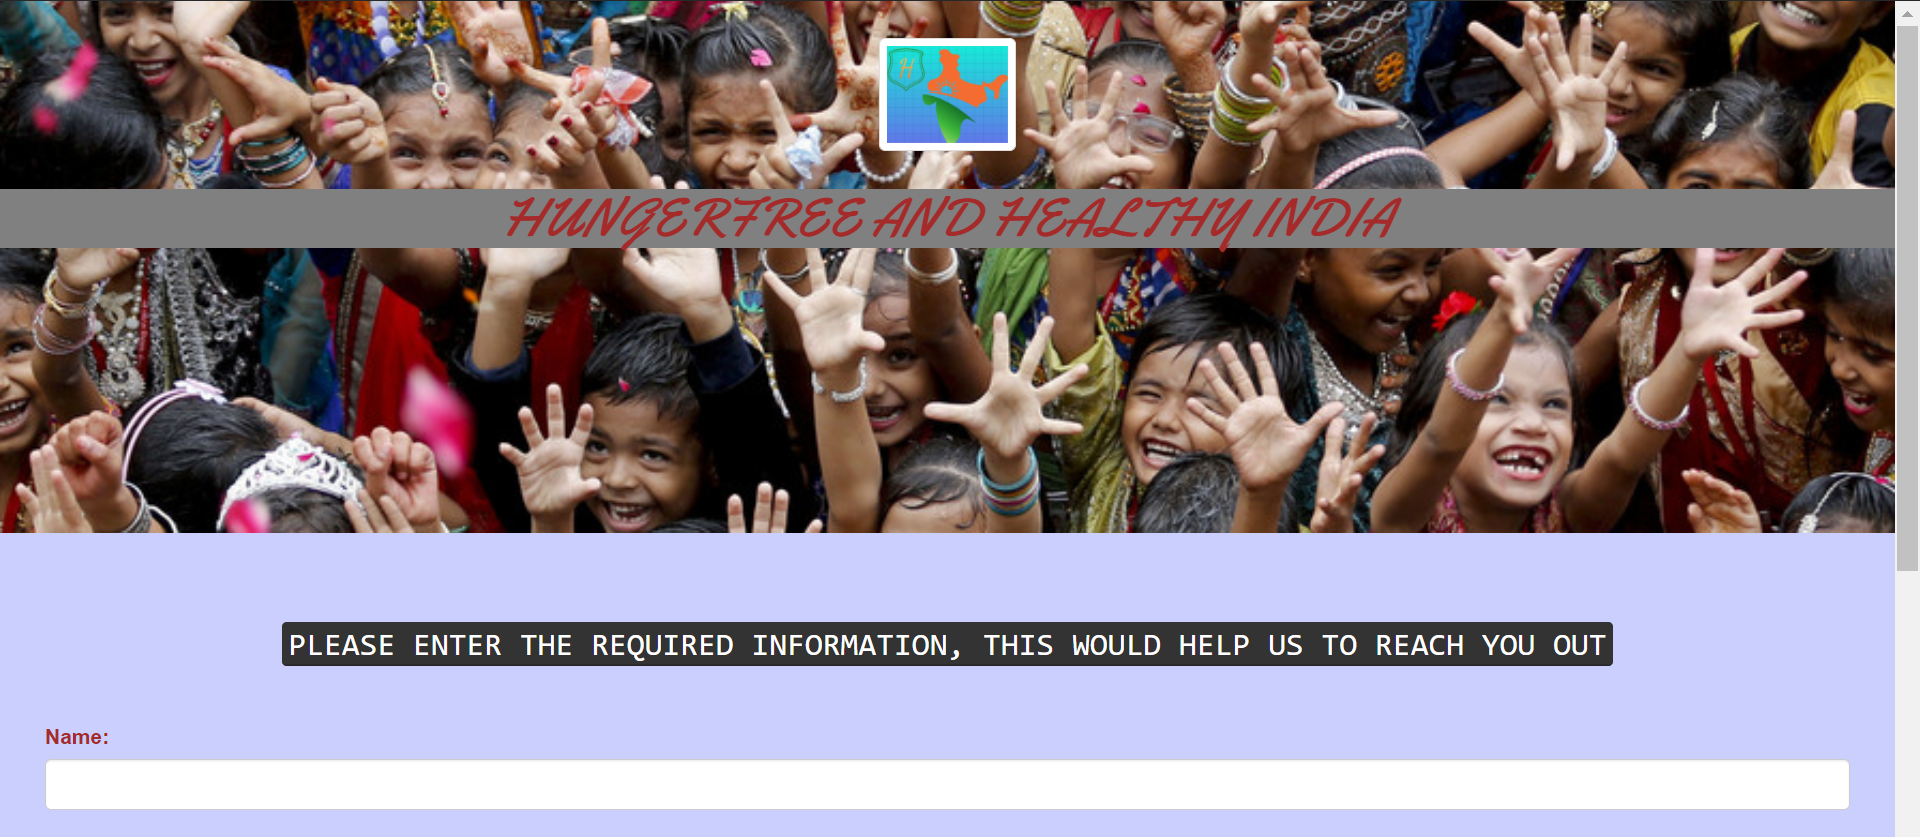 H
HUNGERFREE AND HEALTHY INDIA
PLEASE ENTER THE REQUIRED INFORMATION, THIS WOULD HELP US TO REACH YOU OUT
Name: